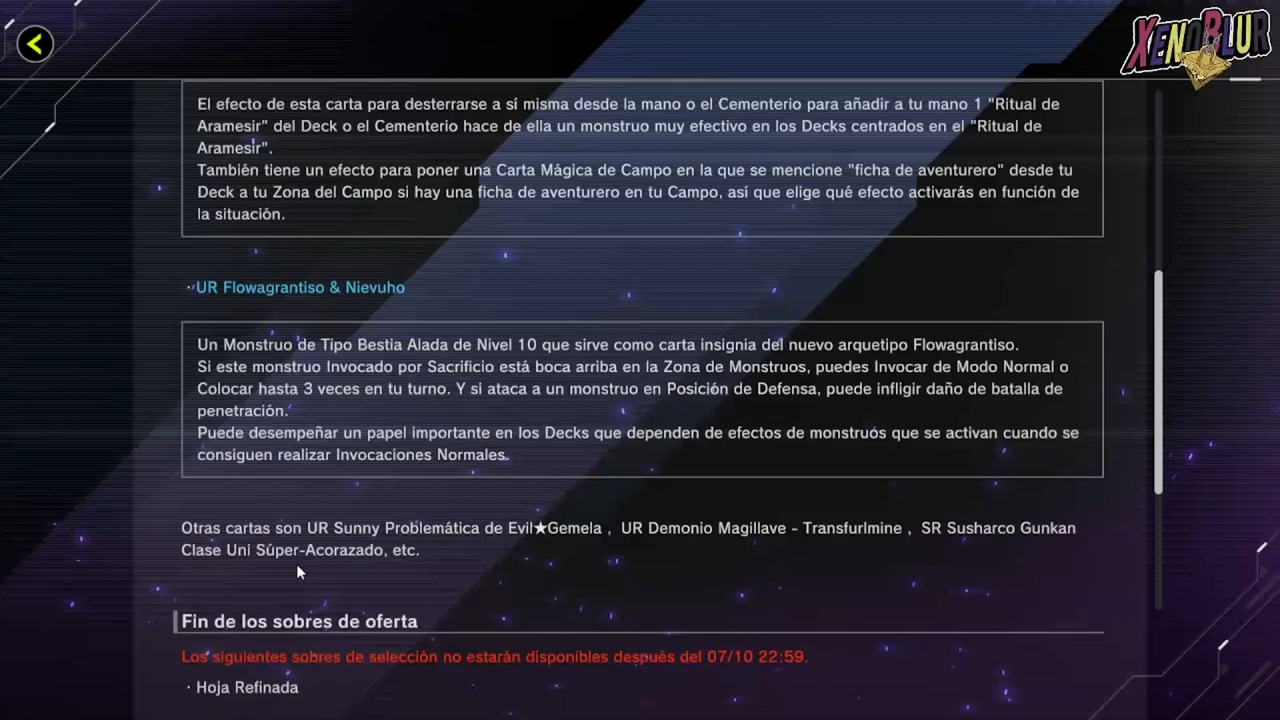 XENOBLUR
El efecto de esta carta para desterrarse a sí misma desde la mano o el Cementerio para añadir a tu mano 1 "Ritual de
Aramesir" del Deck o el Cementerio hace de ella un monstruo muy efectivo en los Decks centrados en el "Ritual de
Aramesir".
También tiene un efecto para poner una Carta Mágica de Campo en la que se mencione "ficha de aventurero" desde tu
Deck a tu Zona del Campo si hay una ficha de aventurero en tu Campo, así que elige qué efecto activarás en función de
la situación.
·UR Flowagrantiso & Nievuho
Un Monstruo de Tipo Bestia Alada de Nivel 10 que sirve como carta insignia del nuevo arquetipo Flowagrantiso.
Si este monstruo Invocado por Sacrificio está boca arriba en la Zona de Monstruos, puedes Invocar de Modo Normal o
Colocar hasta 3 veces en tu turno. Y si ataca a un monstruo en Posición de Defensa, puede infligir daño de batalla de
penetración.
Puede desempeñar un papel importante en los Decks que dependen de efectos de monstruos que se activan cuando se
consiguen realizar Invocaciones Normales.
Otras cartas son UR Sunny Problemática de Evil★Gemela , UR Demonio Magillave - Transfurlmine , SR Susharco Gunkan
Clase Uni Súper-Acorazado, etc.
Fin de los sobres de oferta
Los siguientes sobres de selección no estarán disponibles después del 07/10 22:59.
· Hoja Refinada